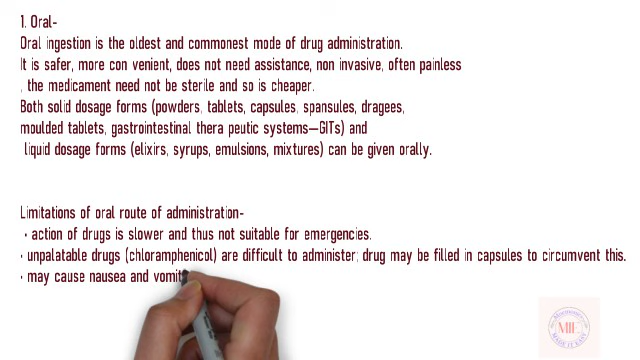 1. Oral-
Oral ingestion is the oldest and commonest mode of drug administration.
It is safer, more con venient, does not need assistance, non invasive, often painless
, the medicament need not be sterile and so is cheaper.
Both solid dosage forms (powders, tablets, capsules, spansules, dragees,
moulded tablets, gastrointestinal thera peutic systems—GITs) and
liquid dosage forms (elixirs, syrups, emulsions, mixtures) can be given orally.
Limitations of oral route of administration-
• action of drugs is slower and thus not suitable for emergencies.
• unpalatable drugs (chloramphenicol) are difficult to administer; drug may be filled in capsules to circumvent this.
• may cause nausea and vomit
MIE
MADE IT EASY